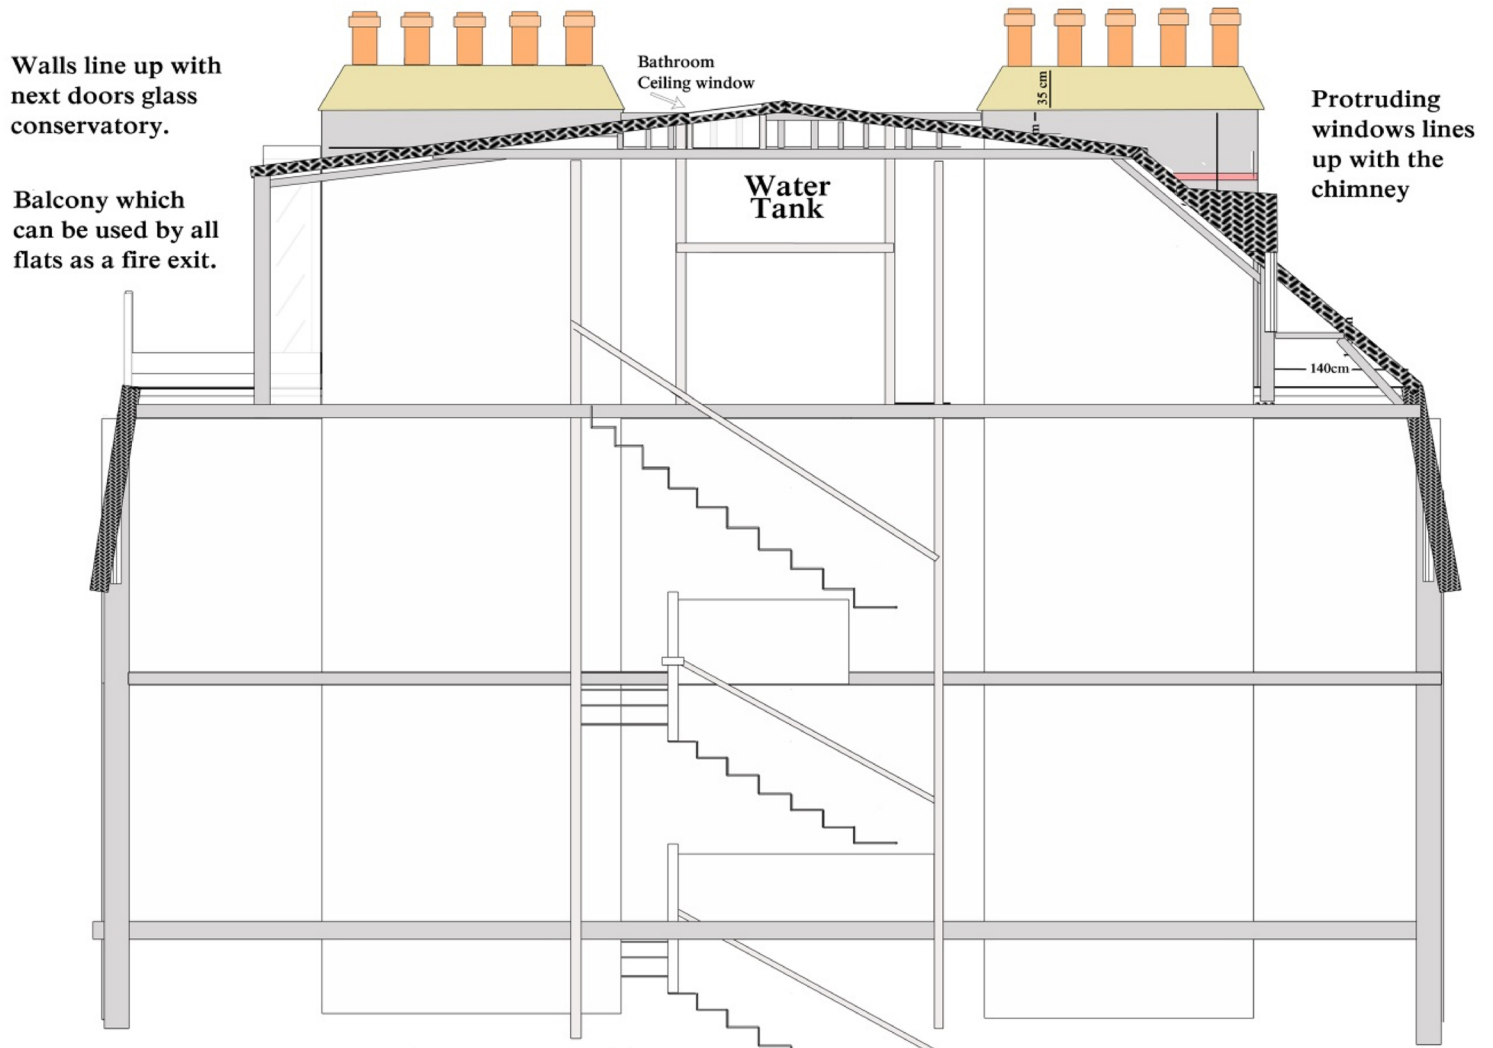 Walls line up with
next doors glass
conservatory.
Balcony which
can be used by all
flats as a fire exit.
Bathroom
Ceiling window
35 cm
m
Protruding
windows lines
up with the
chimney
Water
Tank
140cm